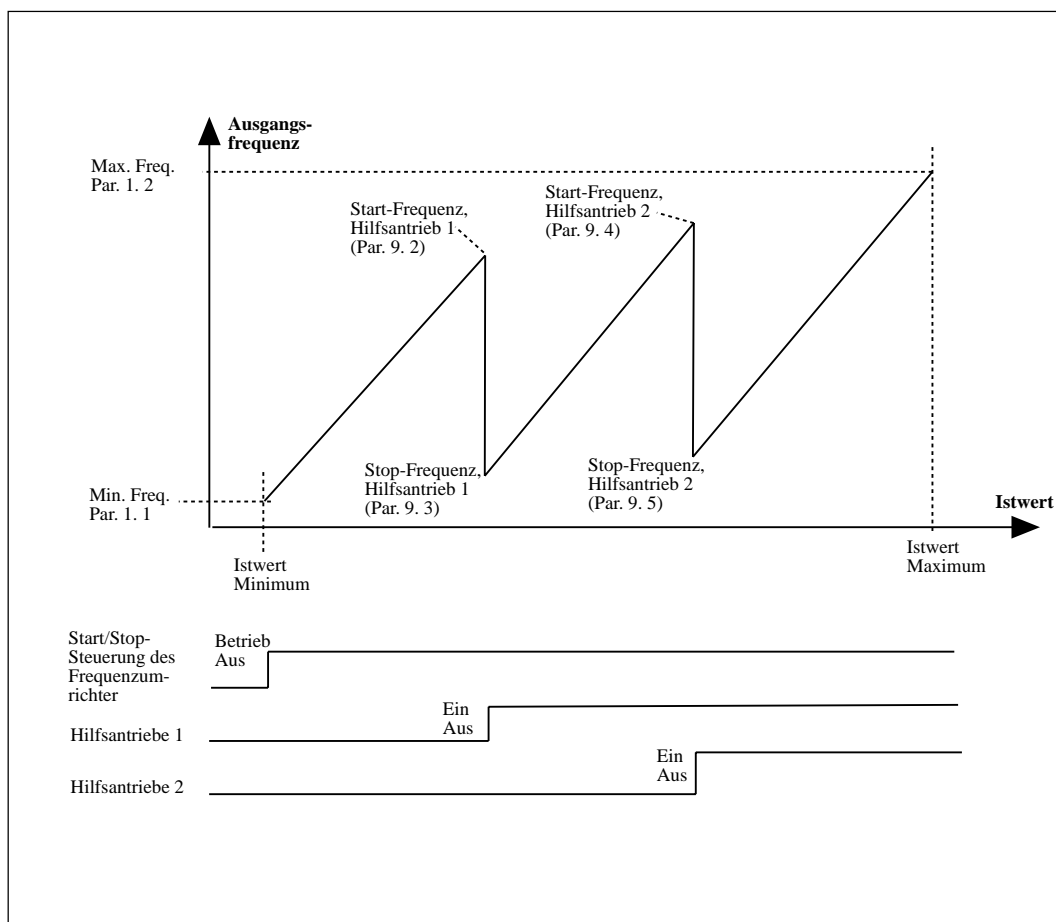 Ausgangs-
frequenz
Max. Freq.
Par. 1. 2
Start-Frequenz,
Hilfsantrieb 1
(Par. 9. 2)
Start-Frequenz,
Hilfsantrieb 2
(Par. 9. 4)
Stop-Frequenz,
Hilfsantrieb 1
(Par. 9. 3)
Stop-Frequenz,
Hilfsantrieb 2
(Par. 9. 5)
Min. Freq.
Par. 1. 1
Istwert
Istwert
Minimum
Istwert
Maximum
Start/Stop-
Steuerung des
Frequenzum-
richter
Betrieb
Aus
Ein
Aus
Hilfsantriebe 1
Ein
Aus
Hilfsantriebe 2